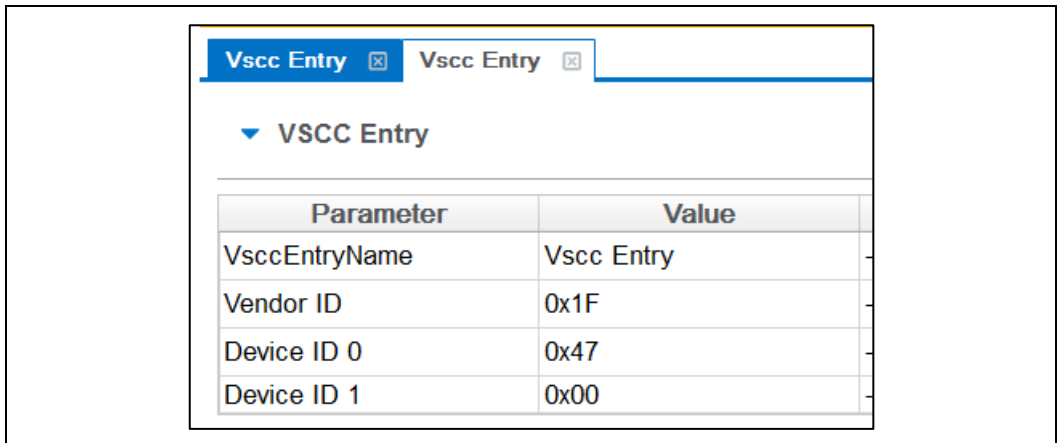 Vscc Entry Vscc Entry
VSCC Entry
Parameter Value
VsccEntryName Vscc Entry
Vendor ID 0x1F
Device ID 0 0x47
Device ID 1 0x00